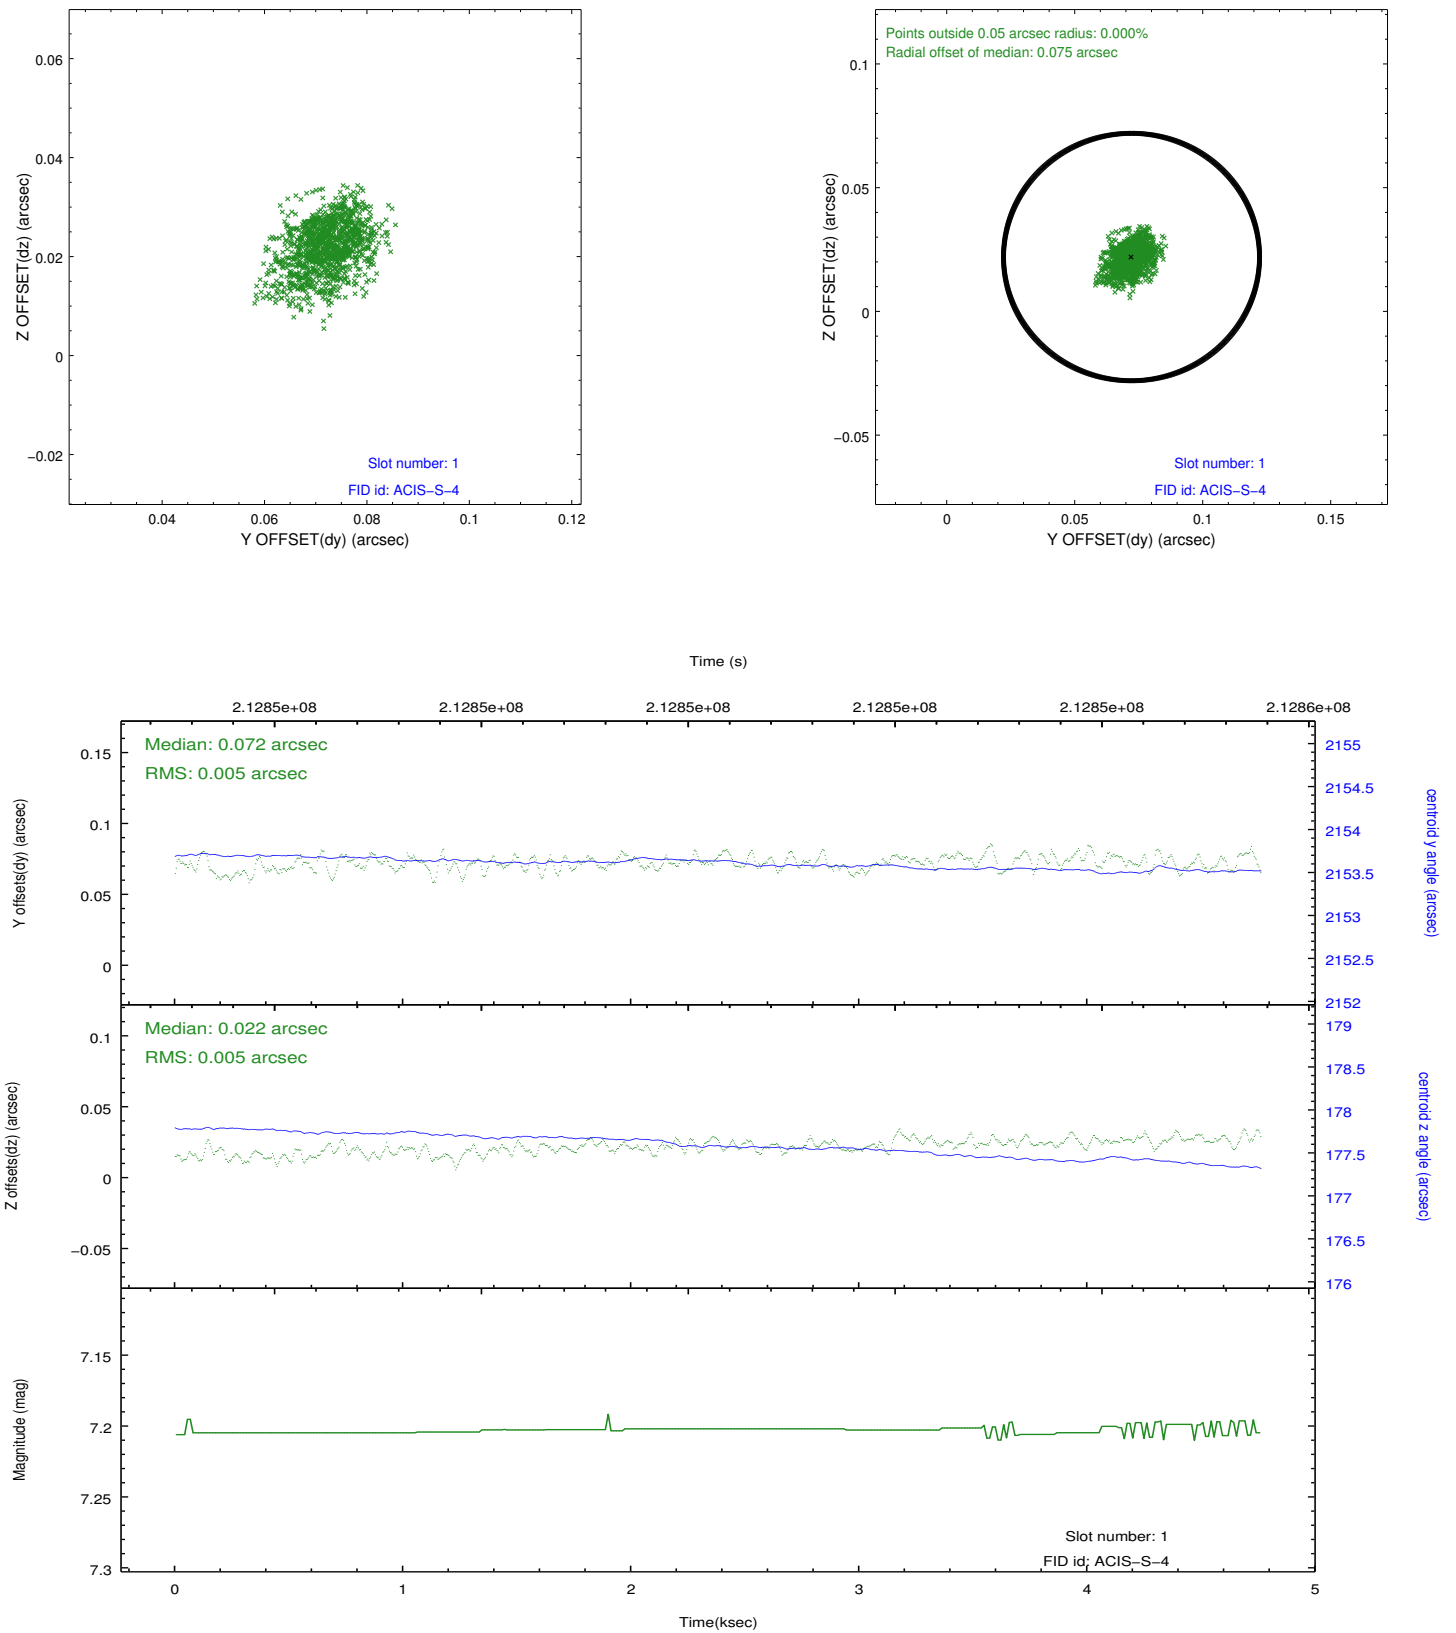 0.06
0.04
0.02
0
−0.02
Z OFFSET(dz) (arcsec)
Slot number: 1
FID id: ACIS−S−4
0.04 0.06 0.08 0.1 0.12
Y OFFSET(dy) (arcsec)
Points outside 0.05 arcsec radius: 0.000%
Radial offset of median: 0.075 arcsec
0.1
0.05
0
−0.05
Z OFFSET(dz) (arcsec)
Slot number: 1
FID id: ACIS−S−4
0 0.05 0.1 0.15
Y OFFSET(dy) (arcsec)
Time (s)
2.1285e+08 2.1285e+08 2.1285e+08 2.1285e+08 2.1285e+08 2.1286e+08
Median: 0.072 arcsec
RMS: 0.005 arcsec
0.15
0.1
0.05
0
Y offsets(dy) (arcsec)
2155
2154.5
2154
2153.5
2153
2152.5
2152
centroid y angle (arcsec)
Median: 0.022 arcsec
RMS: 0.005 arcsec
0.1
0.05
0
−0.05
Z offsets(dz) (arcsec)
179
178.5
178
177.5
177
176.5
176
centroid z angle (arcsec)
7.15
7.2
7.25
7.3
Magnitude (mag)
Slot number: 1
FID id: ACIS−S−4
0 1 2 3 4 5
Time(ksec)